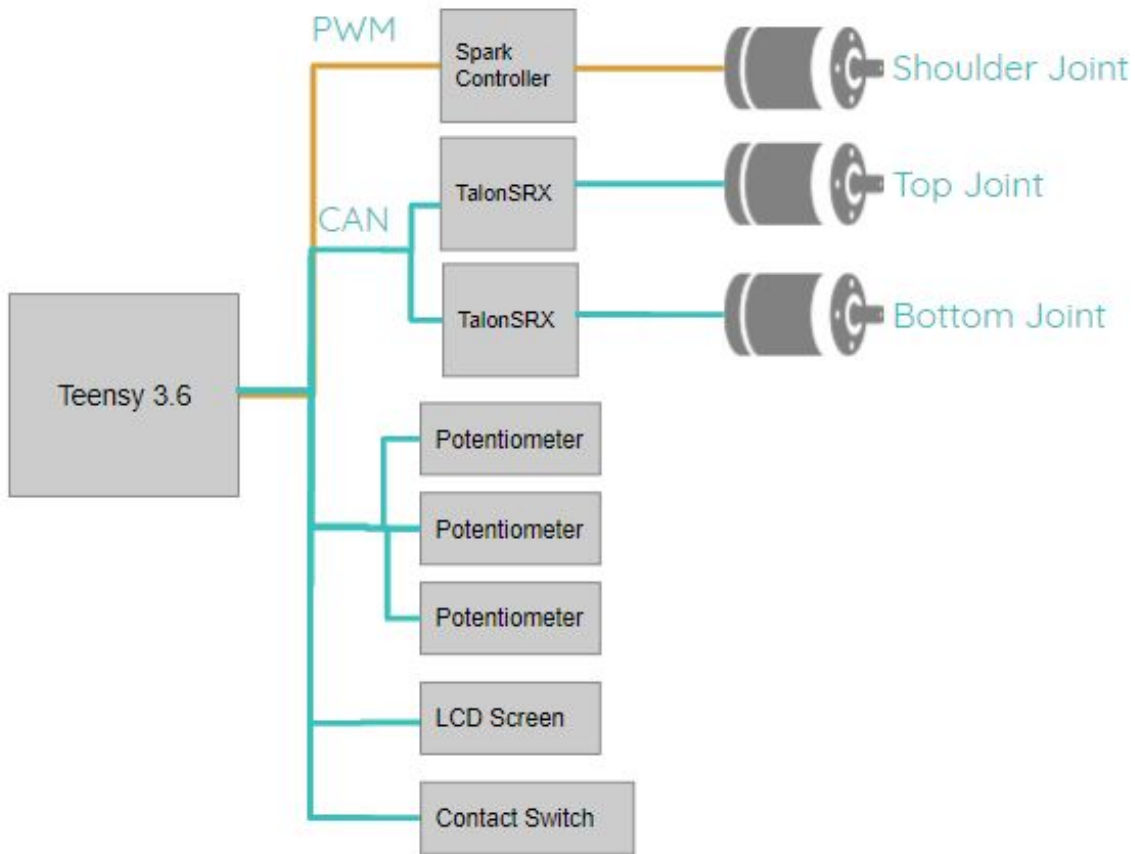 PWM
Spark
Controller
Shoulder Joint
TalonSRX
Top Joint
CAN
TalonSRX
Bottom Joint
Teensy 3.6
Potentiometer
Potentiometer
Potentiometer
LCD Screen
Contact Switch